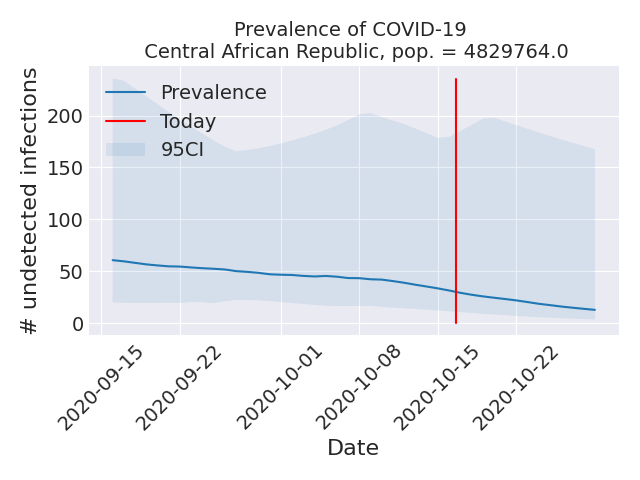 Prevalence of COVID-19
Central African Republic, pop. = 4829764.0
Prevalence
Today
95CI
# undetected infections
200
150
100
50
0
2020-09-15
2020-09-22
2020-10-01
2020-10-08
2020-10-15
2020-10-22
Date